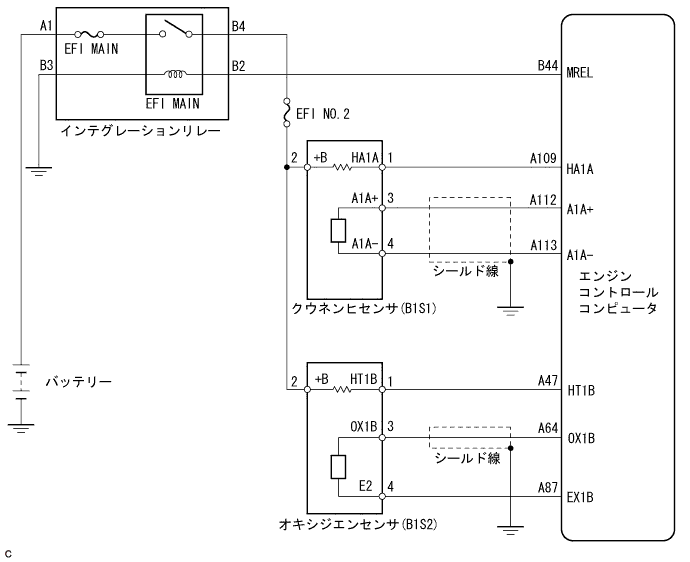 A1
EFI MAIN
B4
B3
B2
EFI MAIN
インテグレーションリレー
B44
MREL
EFI NO.2
2
+B
HA1A
1
A109
HA1A
A1A+
3
A112
A1A+
A1A-
4
A113
A1A-
シールド線
エンジン
コントロール
コンピュータ
クウネンヒセンサ(B1S1)
バッテリー
2
+B
HT1B
1
A47
HT1B
OX1B
3
A64
OX1B
シールド線
E2
4
A87
EX1B
オキシジエンセンサ(B1S2)
C